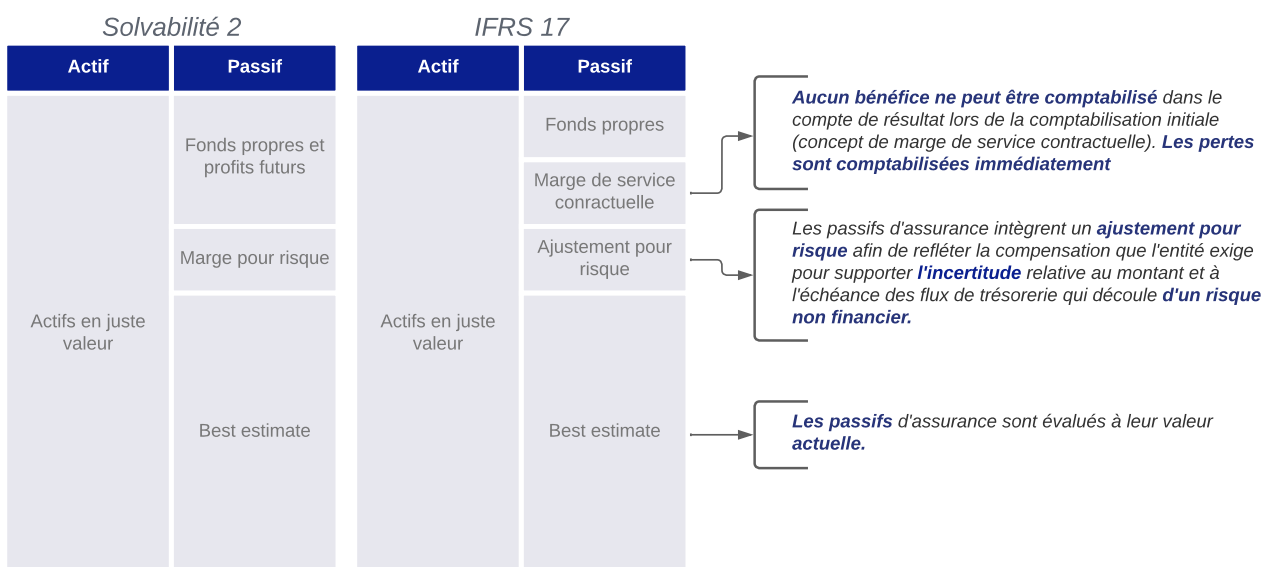 Solvabilité 2
IFRS 17
Actif
Passif
Actif
Passif
Actifs en juste
valeur
Fonds propres et
profits futurs
Marge pour risque
Best estimate
Actifs en juste
valeur
Fonds propres
Marge de service
conractuelle
Ajustement pour
risque
Best estimate
Aucun bénéfice ne peut être comptabilisé dans le
compte de résultat lors de la comptabilisation initiale
(concept de marge de service contractuelle). Les pertes
sont comptabilisées immédiatement
Les passifs d'assurance intègrent un ajustement pour
risque afin de refléter la compensation que l'entité exige
pour supporter l'incertitude relative au montant et à
l'échéance des flux de trésorerie qui découle d'un risque
non financier.
Les passifs d'assurance sont évalués à leur valeur
actuelle.